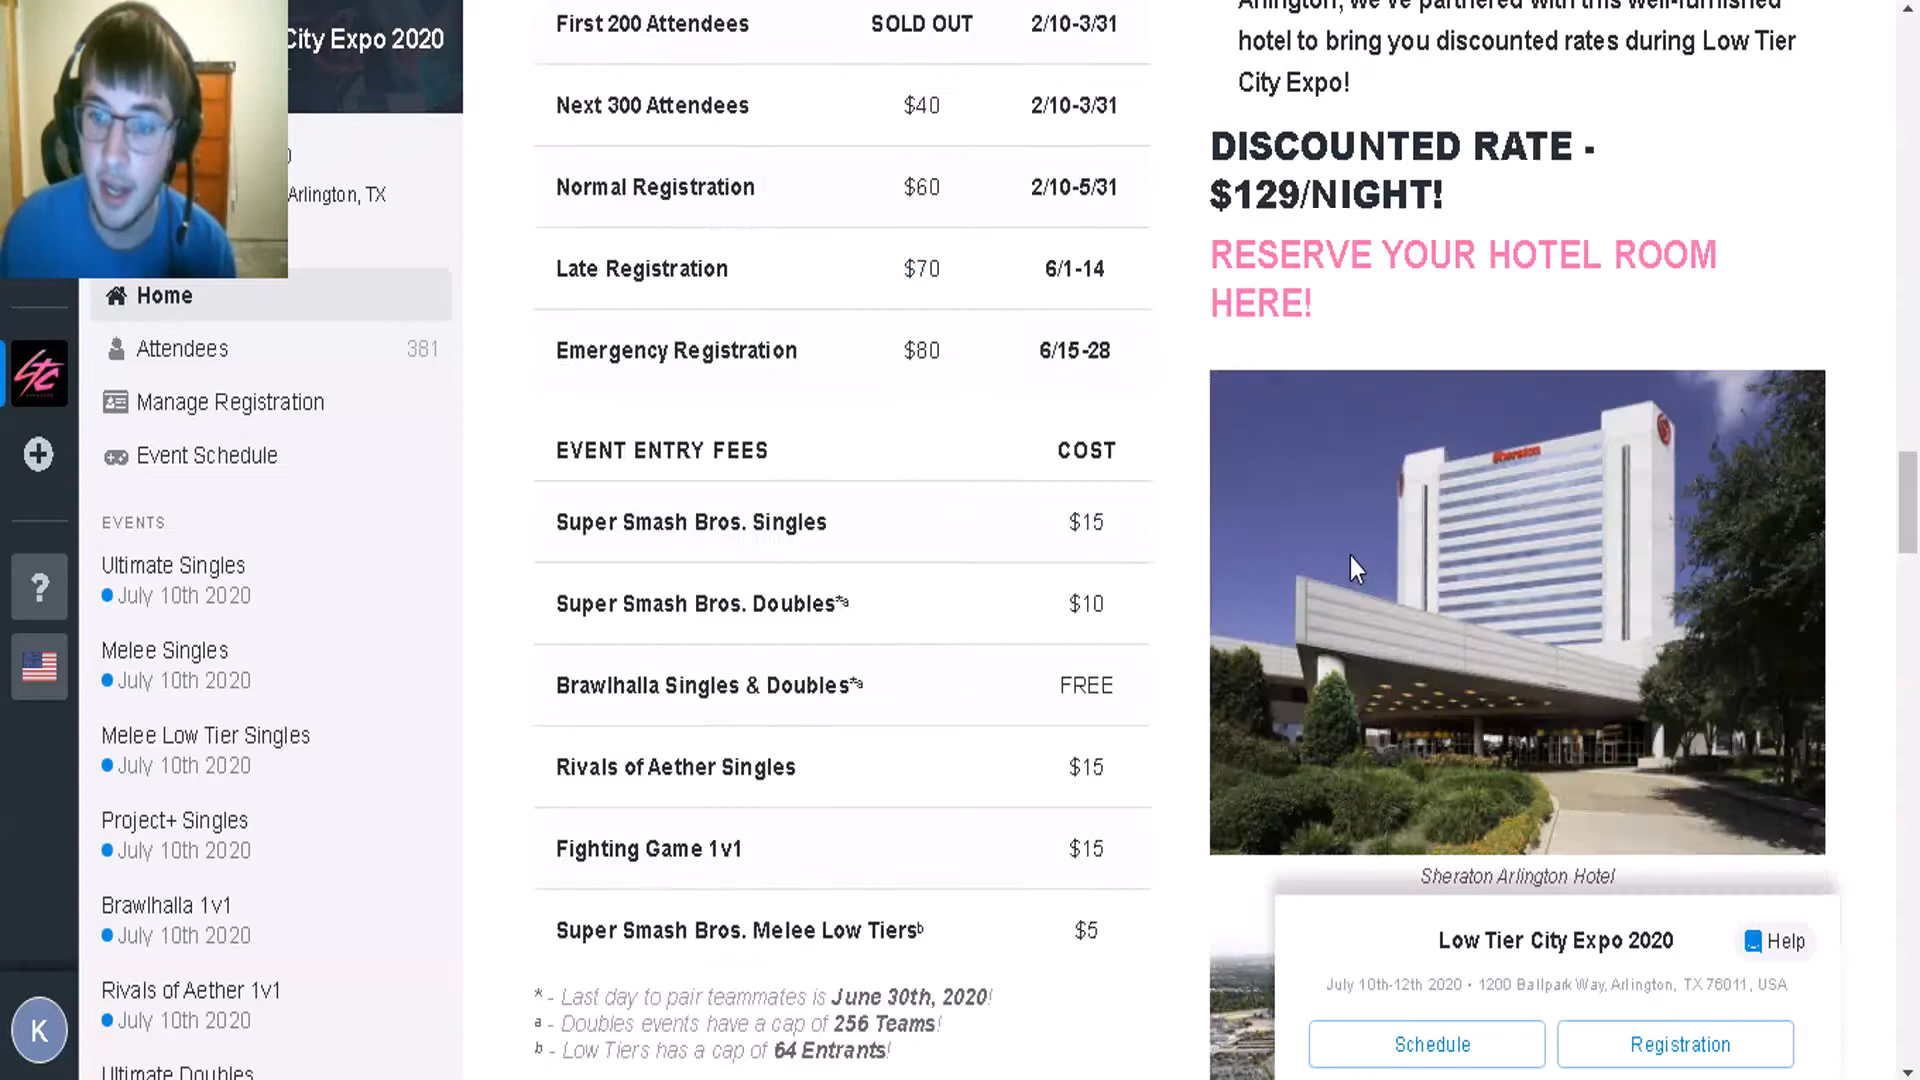 City Expo 2020
Arlington, TX
Home
Attendees 381
Manage Registration
Event Schedule
EVENTS
Ultimate Singles
July 10th 2020
Melee Singles
July 10th 2020
Melee Low Tier Singles
July 10th 2020
Project+ Singles
July 10th 2020
Brawlhalla 1v1
July 10th 2020
Rivals of Aether 1v1
July 10th 2020
Ultimate Doubles
?
K
First 200 Attendees SOLD OUT 2/10-3/31
Next 300 Attendees $40 2/10-3/31
Normal Registration $60 2/10-5/31
Late Registration $70 6/1-14
Emergency Registration $80 6/15-28
EVENT ENTRY FEES COST
Super Smash Bros. Singles $15
Super Smash Bros. Doubles*ª $10
Brawlhalla Singles & Doubles*ª FREE
Rivals of Aether Singles $15
Fighting Game 1v1 $15
Super Smash Bros. Melee Low Tiersᵇ $5
* - Last day to pair teammates is June 30th, 2020!
ª - Doubles events have a cap of 256 Teams!
ᵇ - Low Tiers has a cap of 64 Entrants!
Arlington, we've partnered with this well-furnished
hotel to bring you discounted rates during Low Tier
City Expo!
DISCOUNTED RATE -
$129/NIGHT!
RESERVE YOUR HOTEL ROOM
HERE!
Sheraton
Sheraton Arlington Hotel
Low Tier City Expo 2020
Help
July 10th-12th 2020 • 1200 Ballpark Way, Arlington, TX 76011, USA
Schedule
Registration